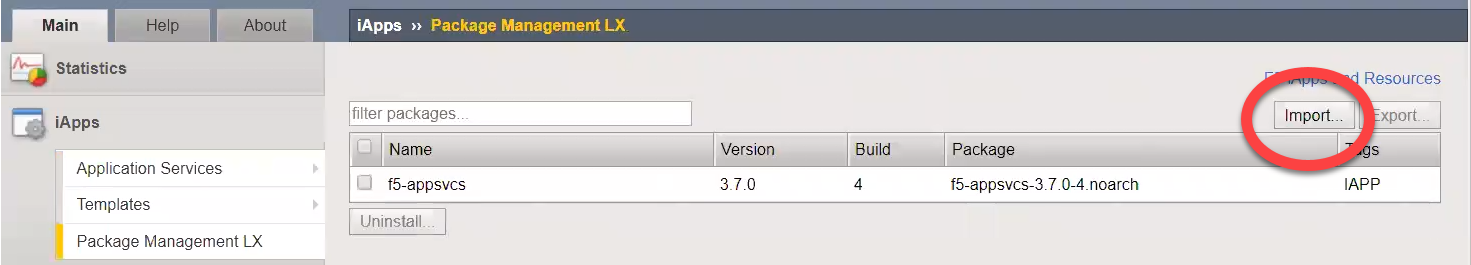 Main Help About
iApps ›› Package Management LX
Statistics
F5 iApps and Resources
iApps
filter packages...
Import... Export...
Name Version Build Package Tags
Application Services
f5-appsvcs 3.7.0 4 f5-appsvcs-3.7.0-4.noarch IAPP
Templates
Uninstall...
Package Management LX